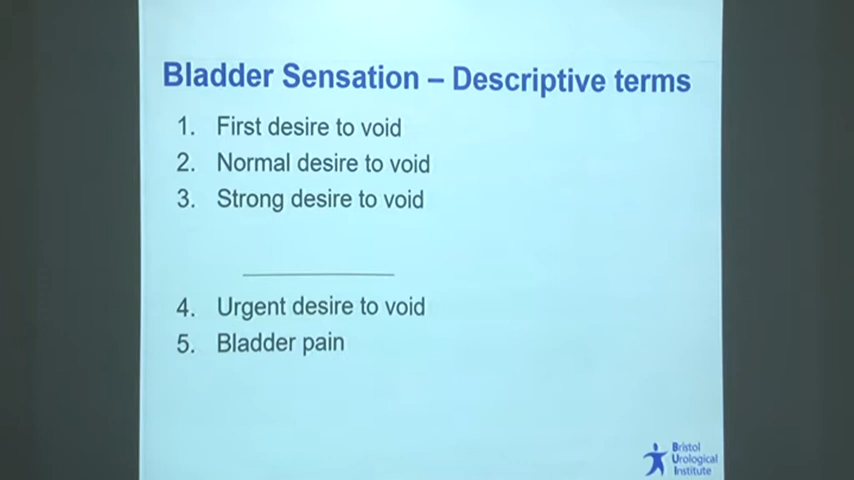 Bladder Sensation – Descriptive terms
1. First desire to void
2. Normal desire to void
3. Strong desire to void
4. Urgent desire to void
5. Bladder pain
Bristol
Urological
Institute